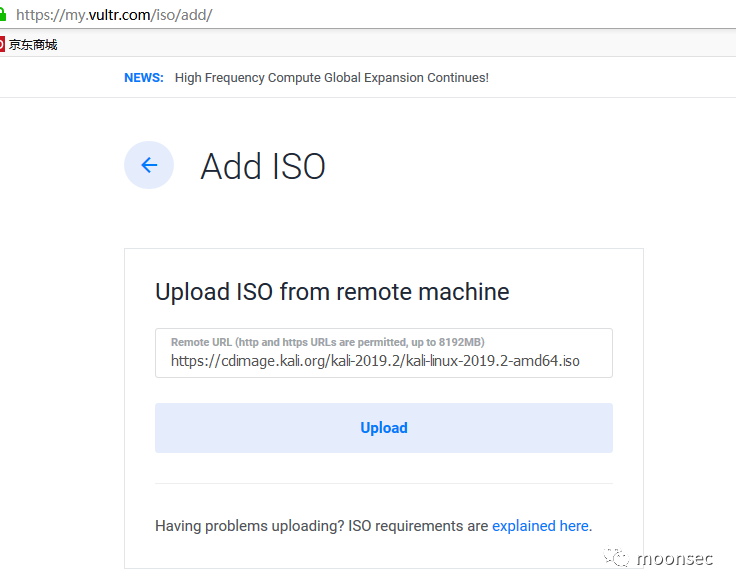 https://my.vultr.com/iso/add/
京东商城
NEWS: High Frequency Compute Global Expansion Continues!
Add ISO
Upload ISO from remote machine
Remote URL (http and https URLs are permitted, up to 8192MB)
https://cdimage.kali.org/kali-2019.2/kali-linux-2019.2-amd64.iso
Upload
Having problems uploading? ISO requirements are explained here.
moonsec